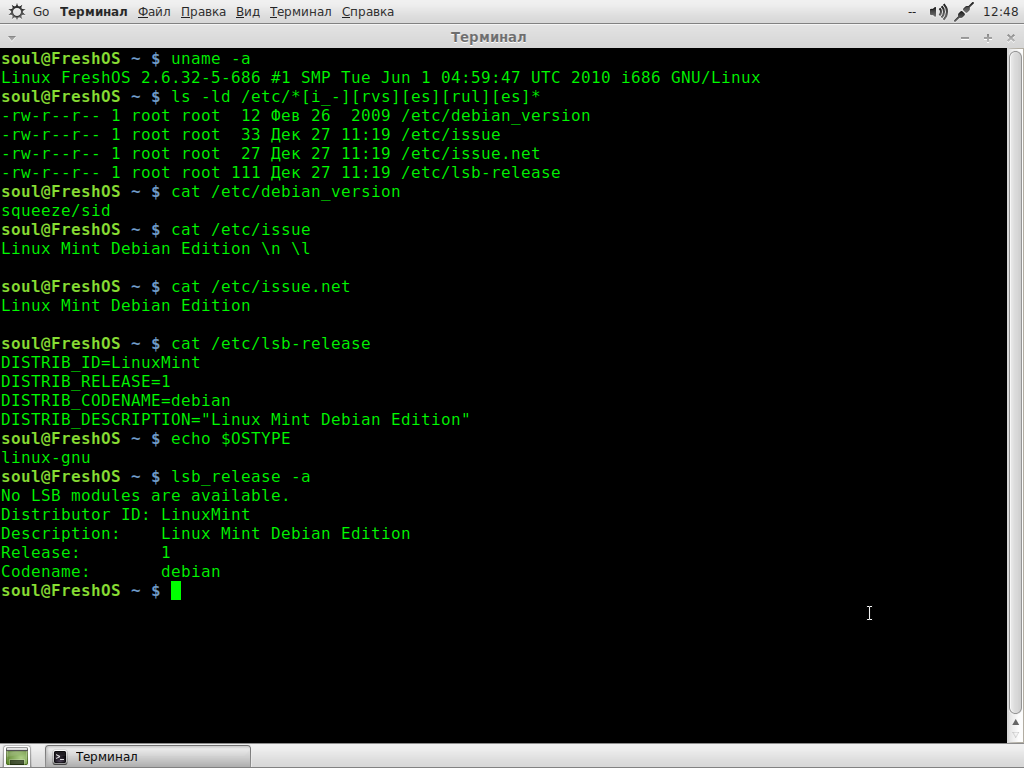 Go Терминал Файл Правка Вид Терминал Справка -- 12:48
Терминал
soul@FreshOS ~ $ uname -a
Linux FreshOS 2.6.32-5-686 #1 SMP Tue Jun 1 04:59:47 UTC 2010 i686 GNU/Linux
soul@FreshOS ~ $ ls -ld /etc/*[i_-][rvs][es][rul][es]*
-rw-r--r-- 1 root root  12 Фев 26  2009 /etc/debian_version
-rw-r--r-- 1 root root  33 Дек 27 11:19 /etc/issue
-rw-r--r-- 1 root root  27 Дек 27 11:19 /etc/issue.net
-rw-r--r-- 1 root root 111 Дек 27 11:19 /etc/lsb-release
soul@FreshOS ~ $ cat /etc/debian_version
squeeze/sid
soul@FreshOS ~ $ cat /etc/issue
Linux Mint Debian Edition \n \l
soul@FreshOS ~ $ cat /etc/issue.net
Linux Mint Debian Edition
soul@FreshOS ~ $ cat /etc/lsb-release
DISTRIB_ID=LinuxMint
DISTRIB_RELEASE=1
DISTRIB_CODENAME=debian
DISTRIB_DESCRIPTION="Linux Mint Debian Edition"
soul@FreshOS ~ $ echo $OSTYPE
linux-gnu
soul@FreshOS ~ $ lsb_release -a
No LSB modules are available.
Distributor ID: LinuxMint
Description:    Linux Mint Debian Edition
Release:        1
Codename:       debian
soul@FreshOS ~ $
Терминал